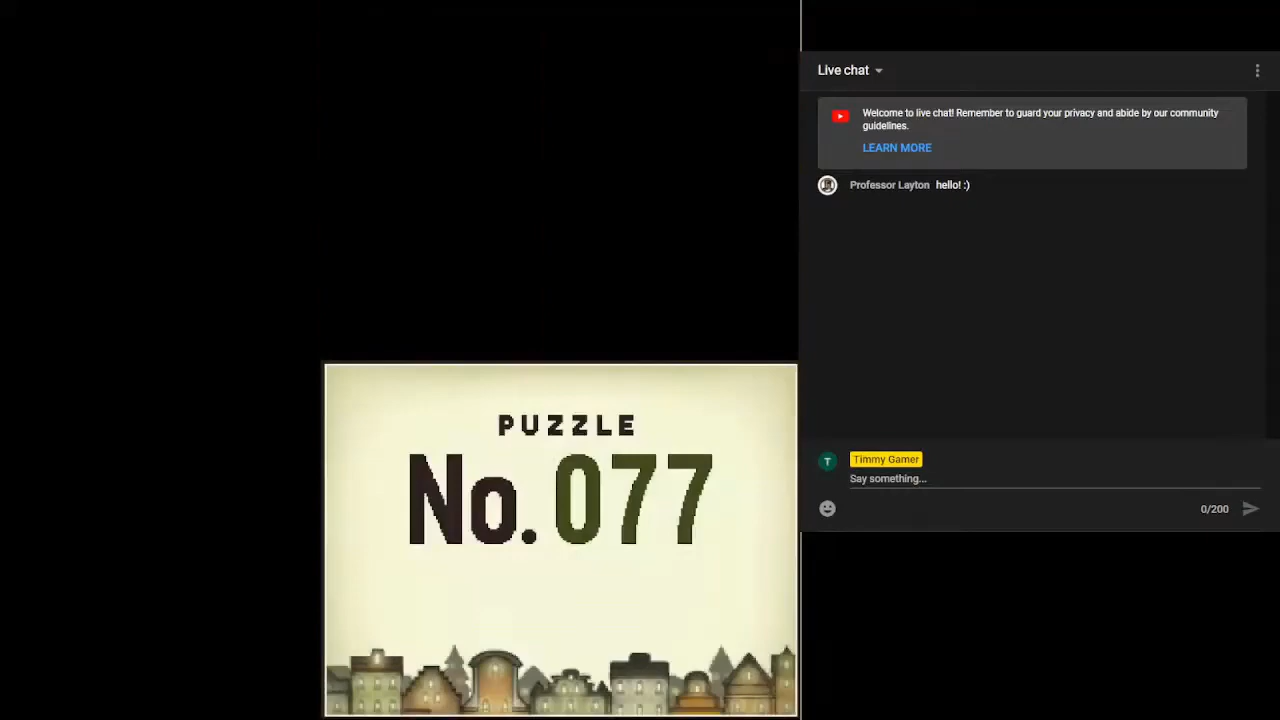 Live chat
Welcome to live chat! Remember to guard your privacy and abide by our community
guidelines.
LEARN MORE
Professor Layton hello! :)
PUZZLE
No. 077
T Timmy Gamer
Say something...
0/200